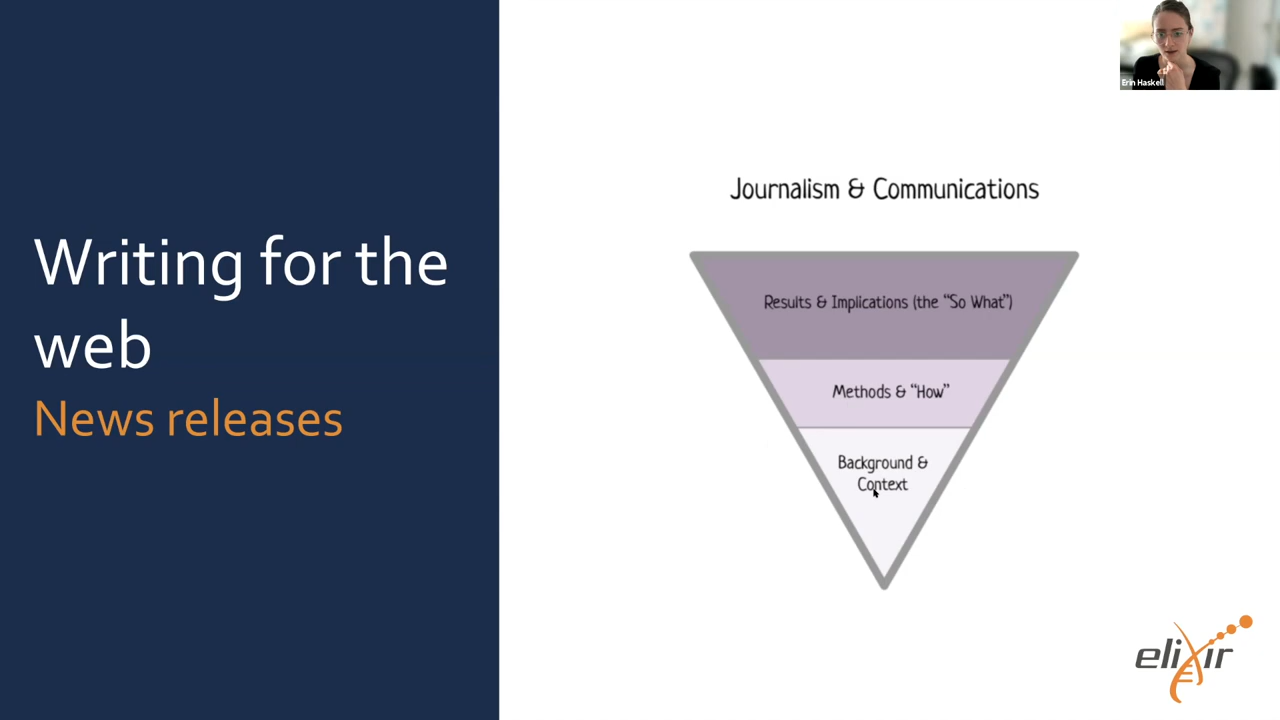 Writing for the
web
News releases
Journalism & Communications
Results & Implications (the “So What”)
Methods & “How”
Background &
Context
Erin Haskell
elixir